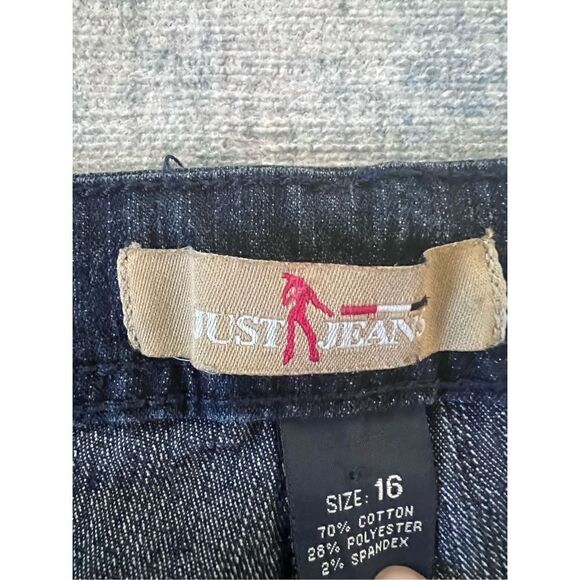 JUST JEANS
SIZE: 16
70% COTTON
28% POLYESTER
2% SPANDEX